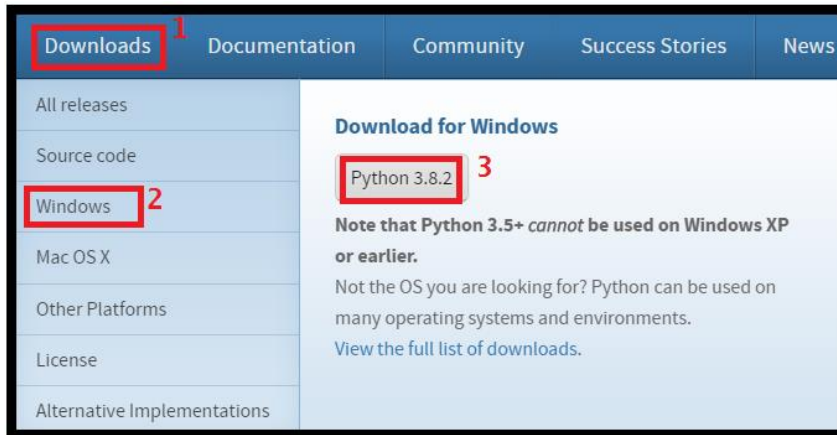 Downloads 1 Documentation Community Success Stories News
All releases
Source code
Windows 2
Mac OS X
Other Platforms
License
Alternative Implementations
Download for Windows
Python 3.8.2 3
Note that Python 3.5+ cannot be used on Windows XP
or earlier.
Not the OS you are looking for? Python can be used on
many operating systems and environments.
View the full list of downloads.